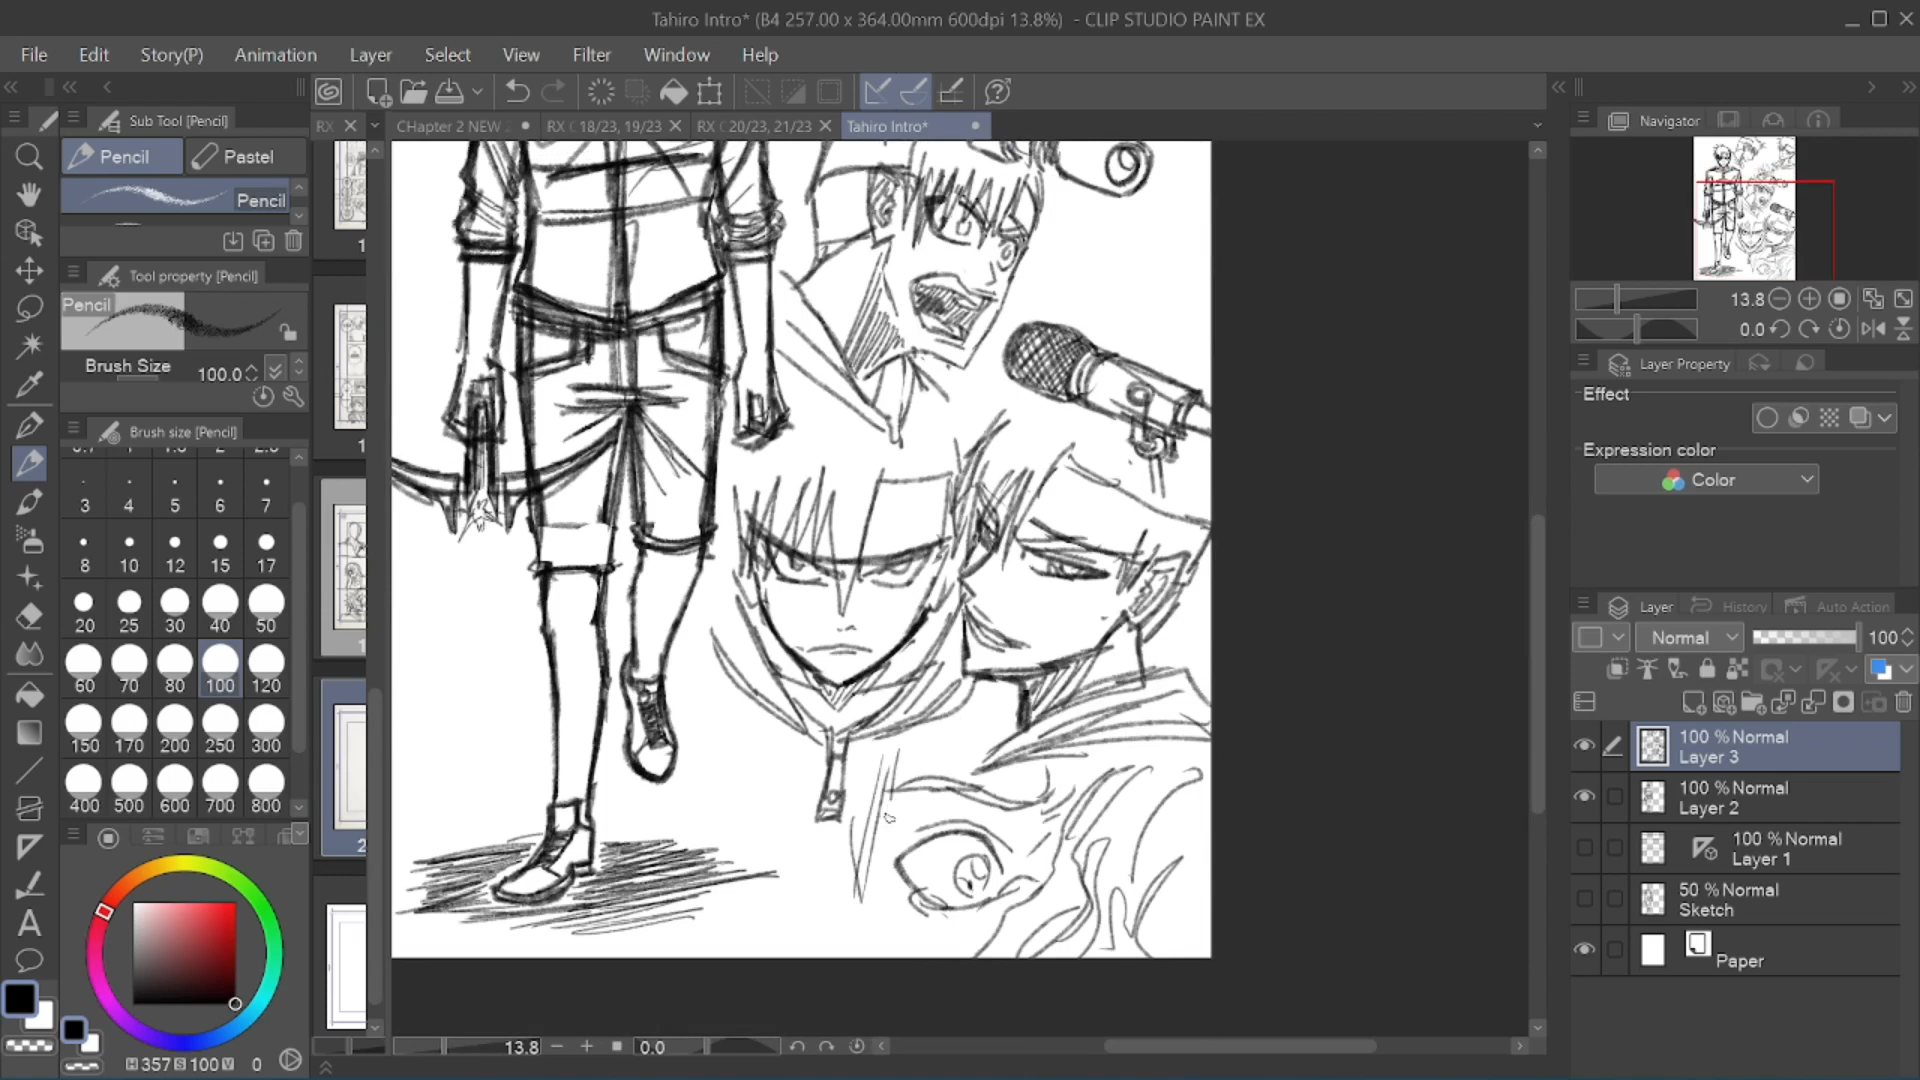 Tahiro Intro* (B4 257.00 x 364.00mm 600dpi 13.8%) - CLIP STUDIO PAINT EX
File Edit Story(P) Animation Layer Select View Filter Window Help
Sub Tool [Pencil]
Pencil Pastel
Pencil
Tool property [Pencil]
Pencil
Brush Size 100.0
Brush size [Pencil]
3 4 5 6 7
8 10 12 15 17
20 25 30 40 50
60 70 80 100 120
150 170 200 250 300
400 500 600 700 800
H 357 S 100 V 0
RX CHapter 2 NEW RX 18/23, 19/23 RX 20/23, 21/23 Tahiro Intro*
13.8 0.0
Navigator
13.8
0.0
Layer Property
Effect
Expression color
Color
Layer History Auto Action
Normal 100
100 % Normal
Layer 3
100 % Normal
Layer 2
100 % Normal
Layer 1
50 % Normal
Sketch
Paper